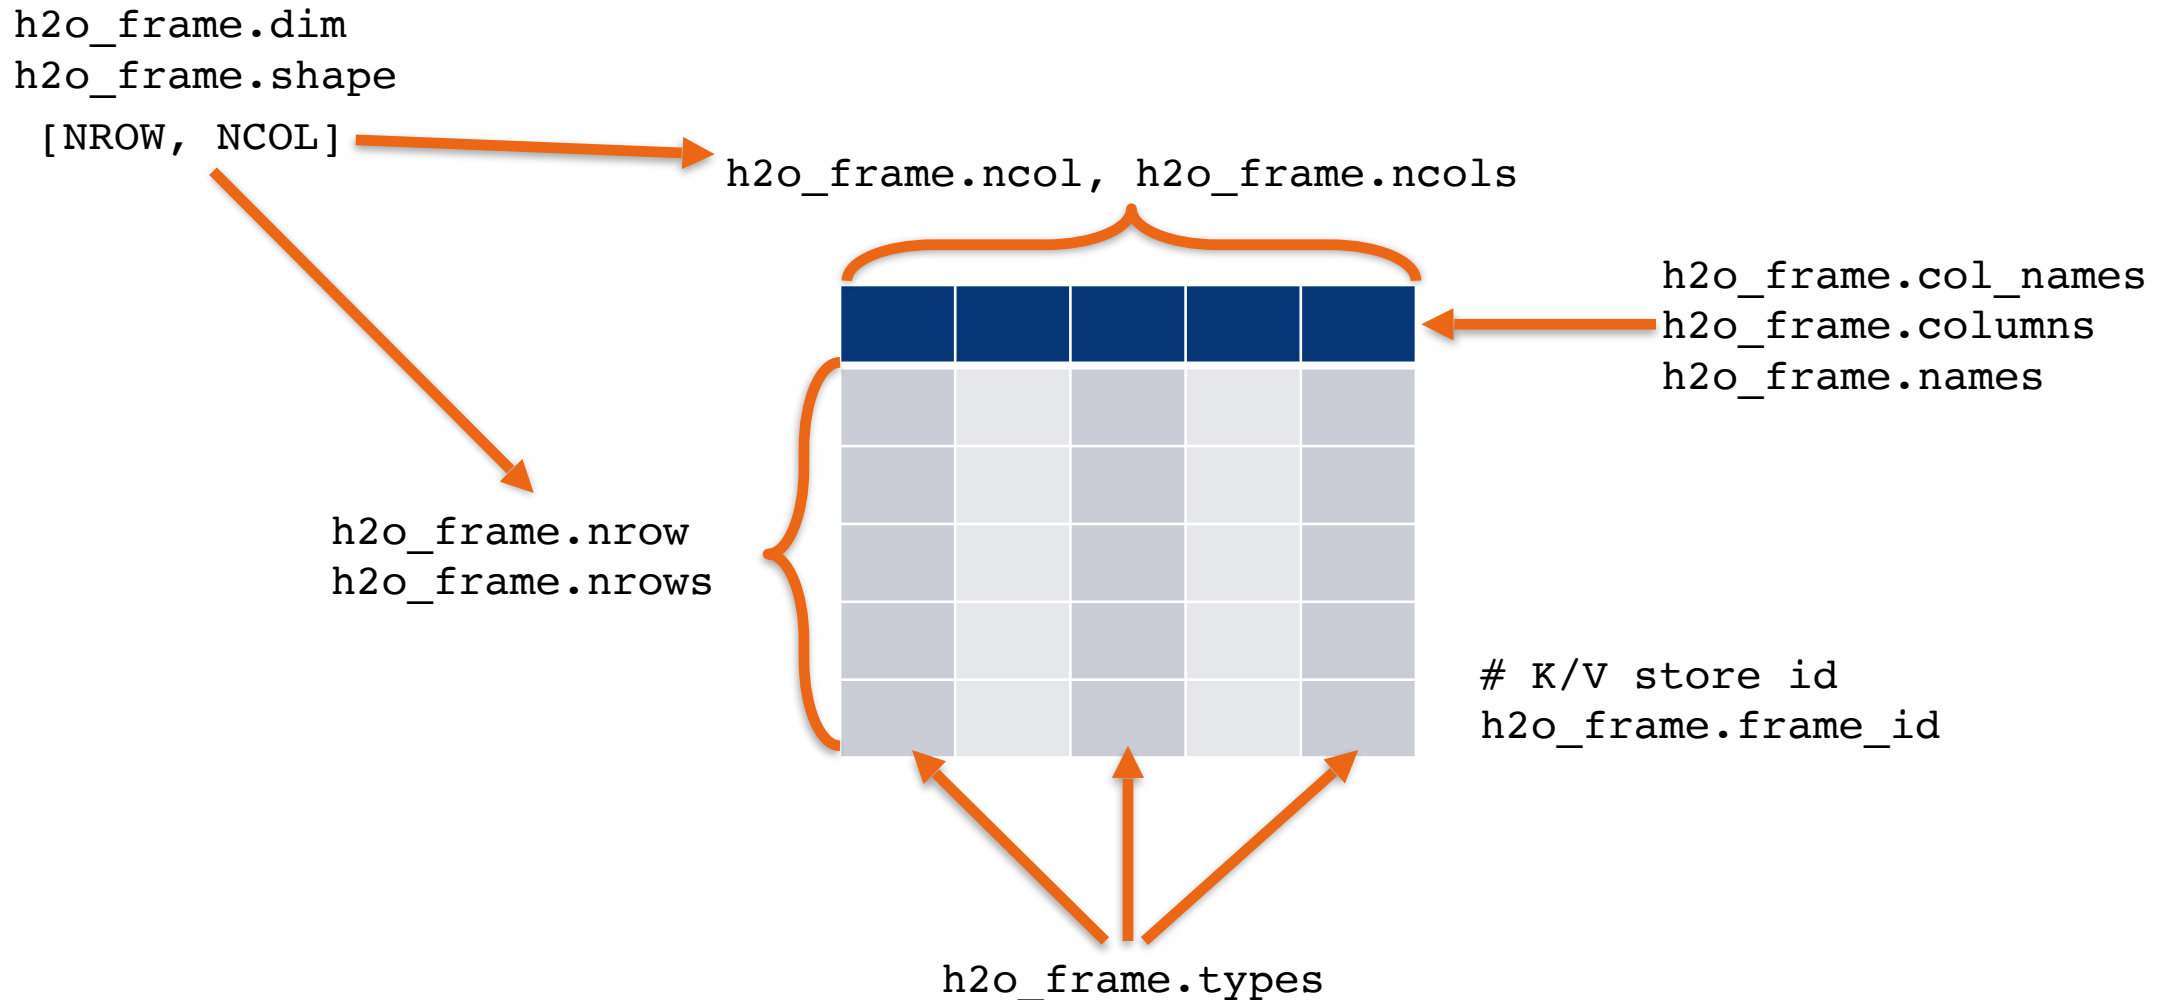 h2o_frame.dim
h2o_frame.shape
[NROW, NCOL]
h2o_frame.ncol, h2o_frame.ncols
h2o_frame.col_names
h2o_frame.columns
h2o_frame.names
h2o_frame.nrow
h2o_frame.nrows
# K/V store id
h2o_frame.frame_id
h2o_frame.types